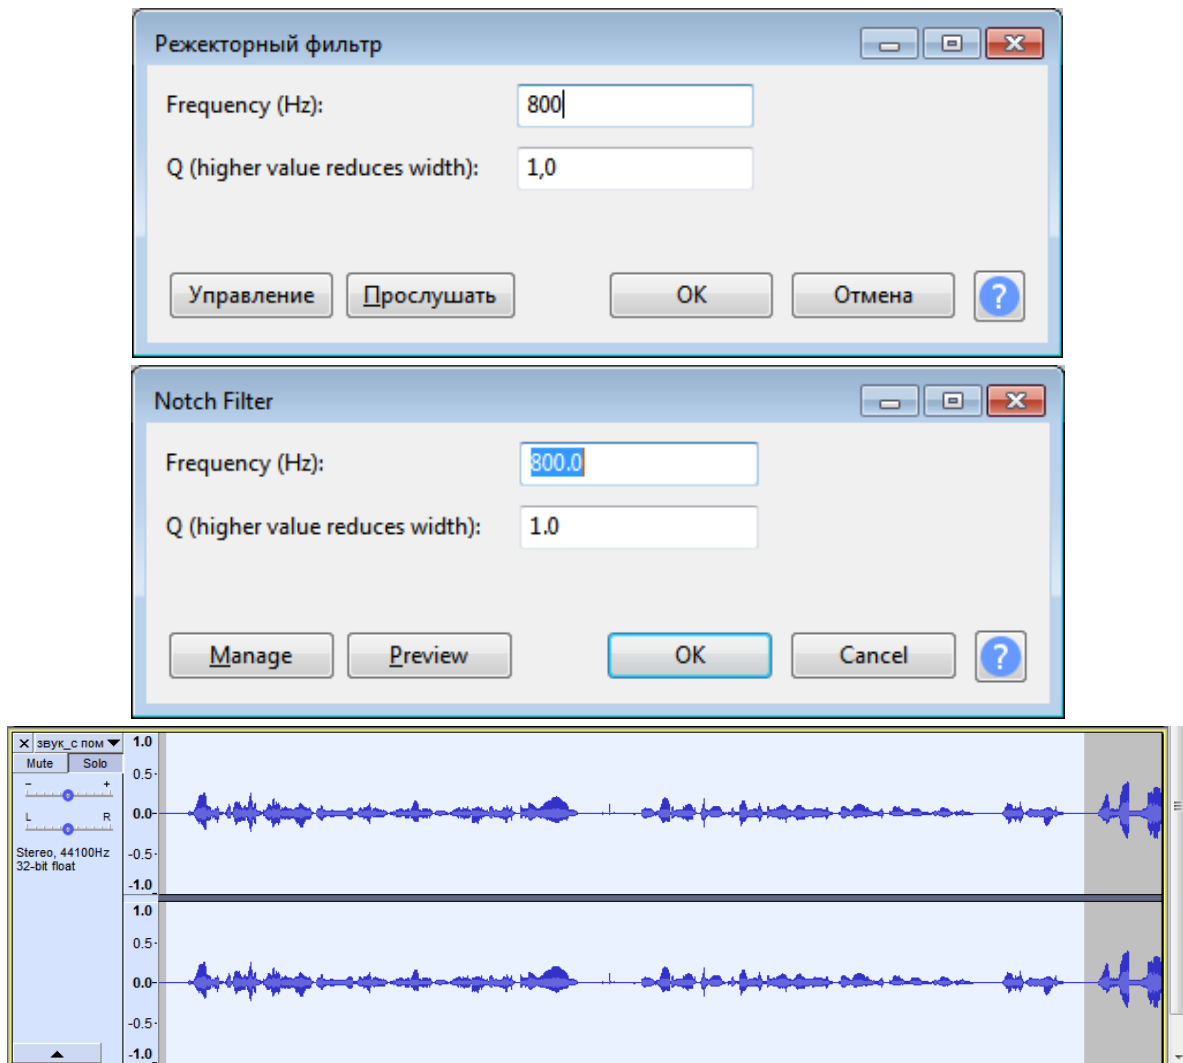 Режекторный фильтр
Frequency (Hz): 800
Q (higher value reduces width): 1,0
Управление Прослушать OK Отмена ?
Notch Filter
Frequency (Hz): 800.0
Q (higher value reduces width): 1.0
Manage Preview OK Cancel ?
звук_с пом 1.0
Mute Solo
0.5
- +
0.0
L R
Stereo, 44100Hz -0.5
32-bit float
-1.0
1.0
0.5
0.0
-0.5
-1.0